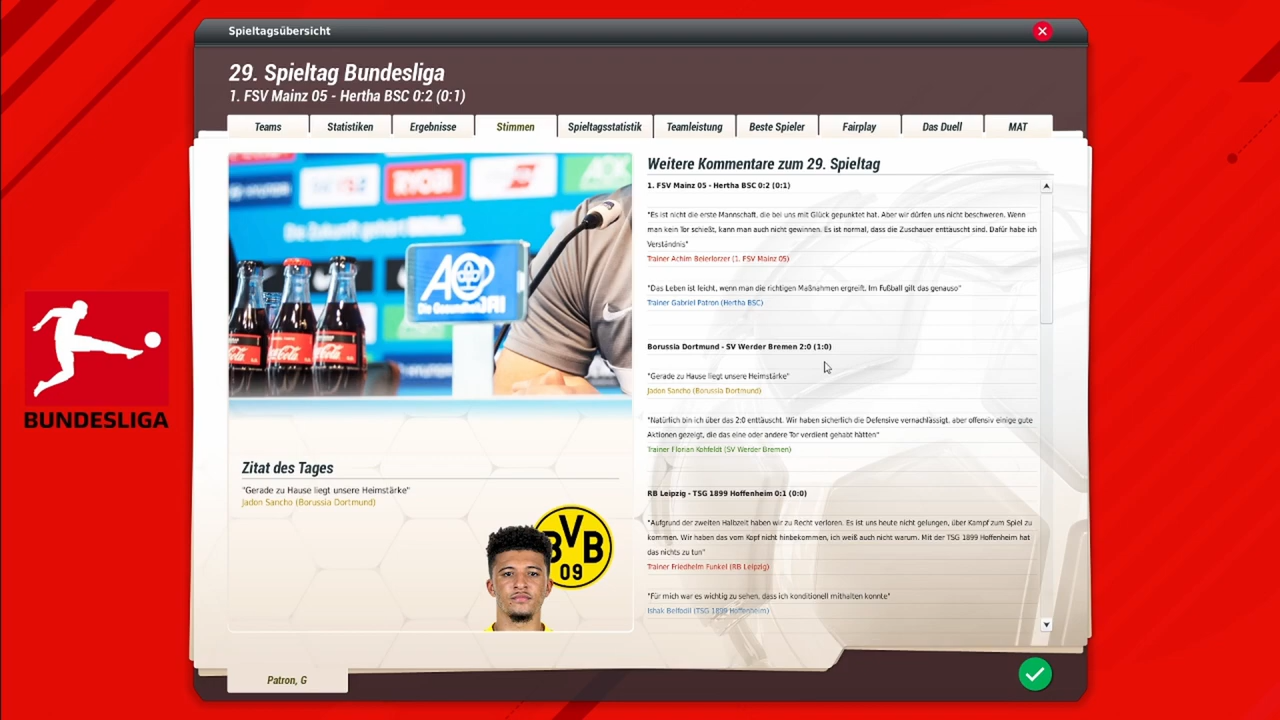 Spieltagsübersicht
29. Spieltag Bundesliga
1. FSV Mainz 05 - Hertha BSC 0:2 (0:1)
Teams
Statistiken
Ergebnisse
Stimmen
Spieltagsstatistik
Teamleistung
Beste Spieler
Fairplay
Das Duell
MAT
RYOBI
AOK
Die Gesundheit
Coca-Cola
Zitat des Tages
"Gerade zu Hause liegt unsere Heimstärke"
Jadon Sancho (Borussia Dortmund)
BVB
09
Weitere Kommentare zum 29. Spieltag
1. FSV Mainz 05 - Hertha BSC 0:2 (0:1)
"Es ist nicht die erste Mannschaft, die bei uns mit Glück gepunktet hat. Aber wir dürfen uns nicht beschweren. Wenn
man kein Tor schießt, kann man auch nicht gewinnen. Es ist normal, dass die Zuschauer enttäuscht sind. Dafür habe ich
Verständnis"
Trainer Achim Beierlorzer (1. FSV Mainz 05)
"Das Leben ist leicht, wenn man die richtigen Maßnahmen ergreift. Im Fußball gilt das genauso"
Trainer Gabriel Patron (Hertha BSC)
Borussia Dortmund - SV Werder Bremen 2:0 (1:0)
"Gerade zu Hause liegt unsere Heimstärke"
Jadon Sancho (Borussia Dortmund)
"Natürlich bin ich über das 2:0 enttäuscht. Wir haben sicherlich die Defensive vernachlässigt, aber offensiv einige gute
Aktionen gezeigt, die das eine oder andere Tor verdient gehabt hätten"
Trainer Florian Kohfeldt (SV Werder Bremen)
RB Leipzig - TSG 1899 Hoffenheim 0:1 (0:0)
"Aufgrund der zweiten Halbzeit haben wir zu Recht verloren. Es ist uns heute nicht gelungen, über Kampf zum Spiel zu
kommen. Wir haben das vom Kopf nicht hinbekommen, ich weiß auch nicht warum. Mit der TSG 1899 Hoffenheim hat
das nichts zu tun"
Trainer Friedhelm Funkel (RB Leipzig)
"Für mich war es wichtig zu sehen, dass ich konditionell mithalten konnte"
Ishak Belfodil (TSG 1899 Hoffenheim)
BUNDESLIGA
Patron, G